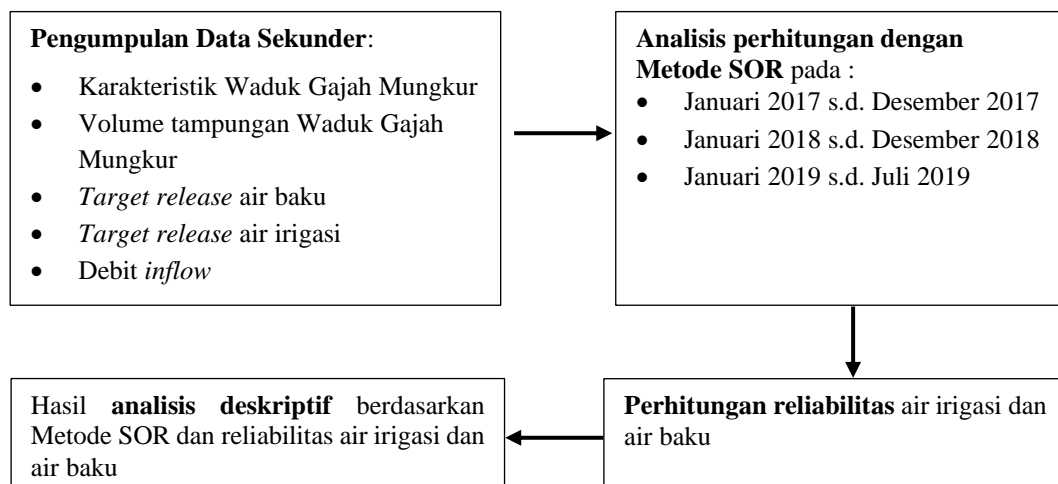 Pengumpulan Data Sekunder:
• Karakteristik Waduk Gajah Mungkur
• Volume tampungan Waduk Gajah
Mungkur
• Target release air baku
• Target release air irigasi
• Debit inflow
Analisis perhitungan dengan
Metode SOR pada :
• Januari 2017 s.d. Desember 2017
• Januari 2018 s.d. Desember 2018
• Januari 2019 s.d. Juli 2019
Perhitungan reliabilitas air irigasi dan
air baku
Hasil analisis deskriptif berdasarkan
Metode SOR dan reliabilitas air irigasi dan
air baku